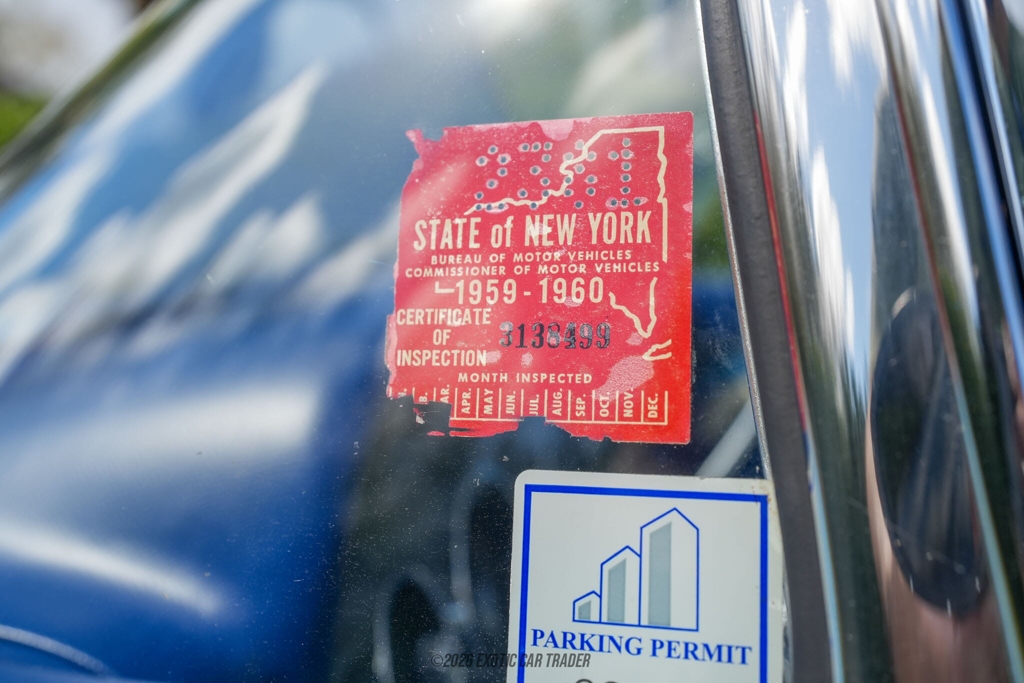 STATE of NEW YORK
BUREAU OF MOTOR VEHICLES
COMMISSIONER OF MOTOR VEHICLES
1959-1960
CERTIFICATE
OF
INSPECTION
3138499
MONTH INSPECTED
APR. MAY JUN. JUL. AUG. SEP. OCT. NOV. DEC.
PARKING PERMIT
©2026 EXOTIC CAR TRADER